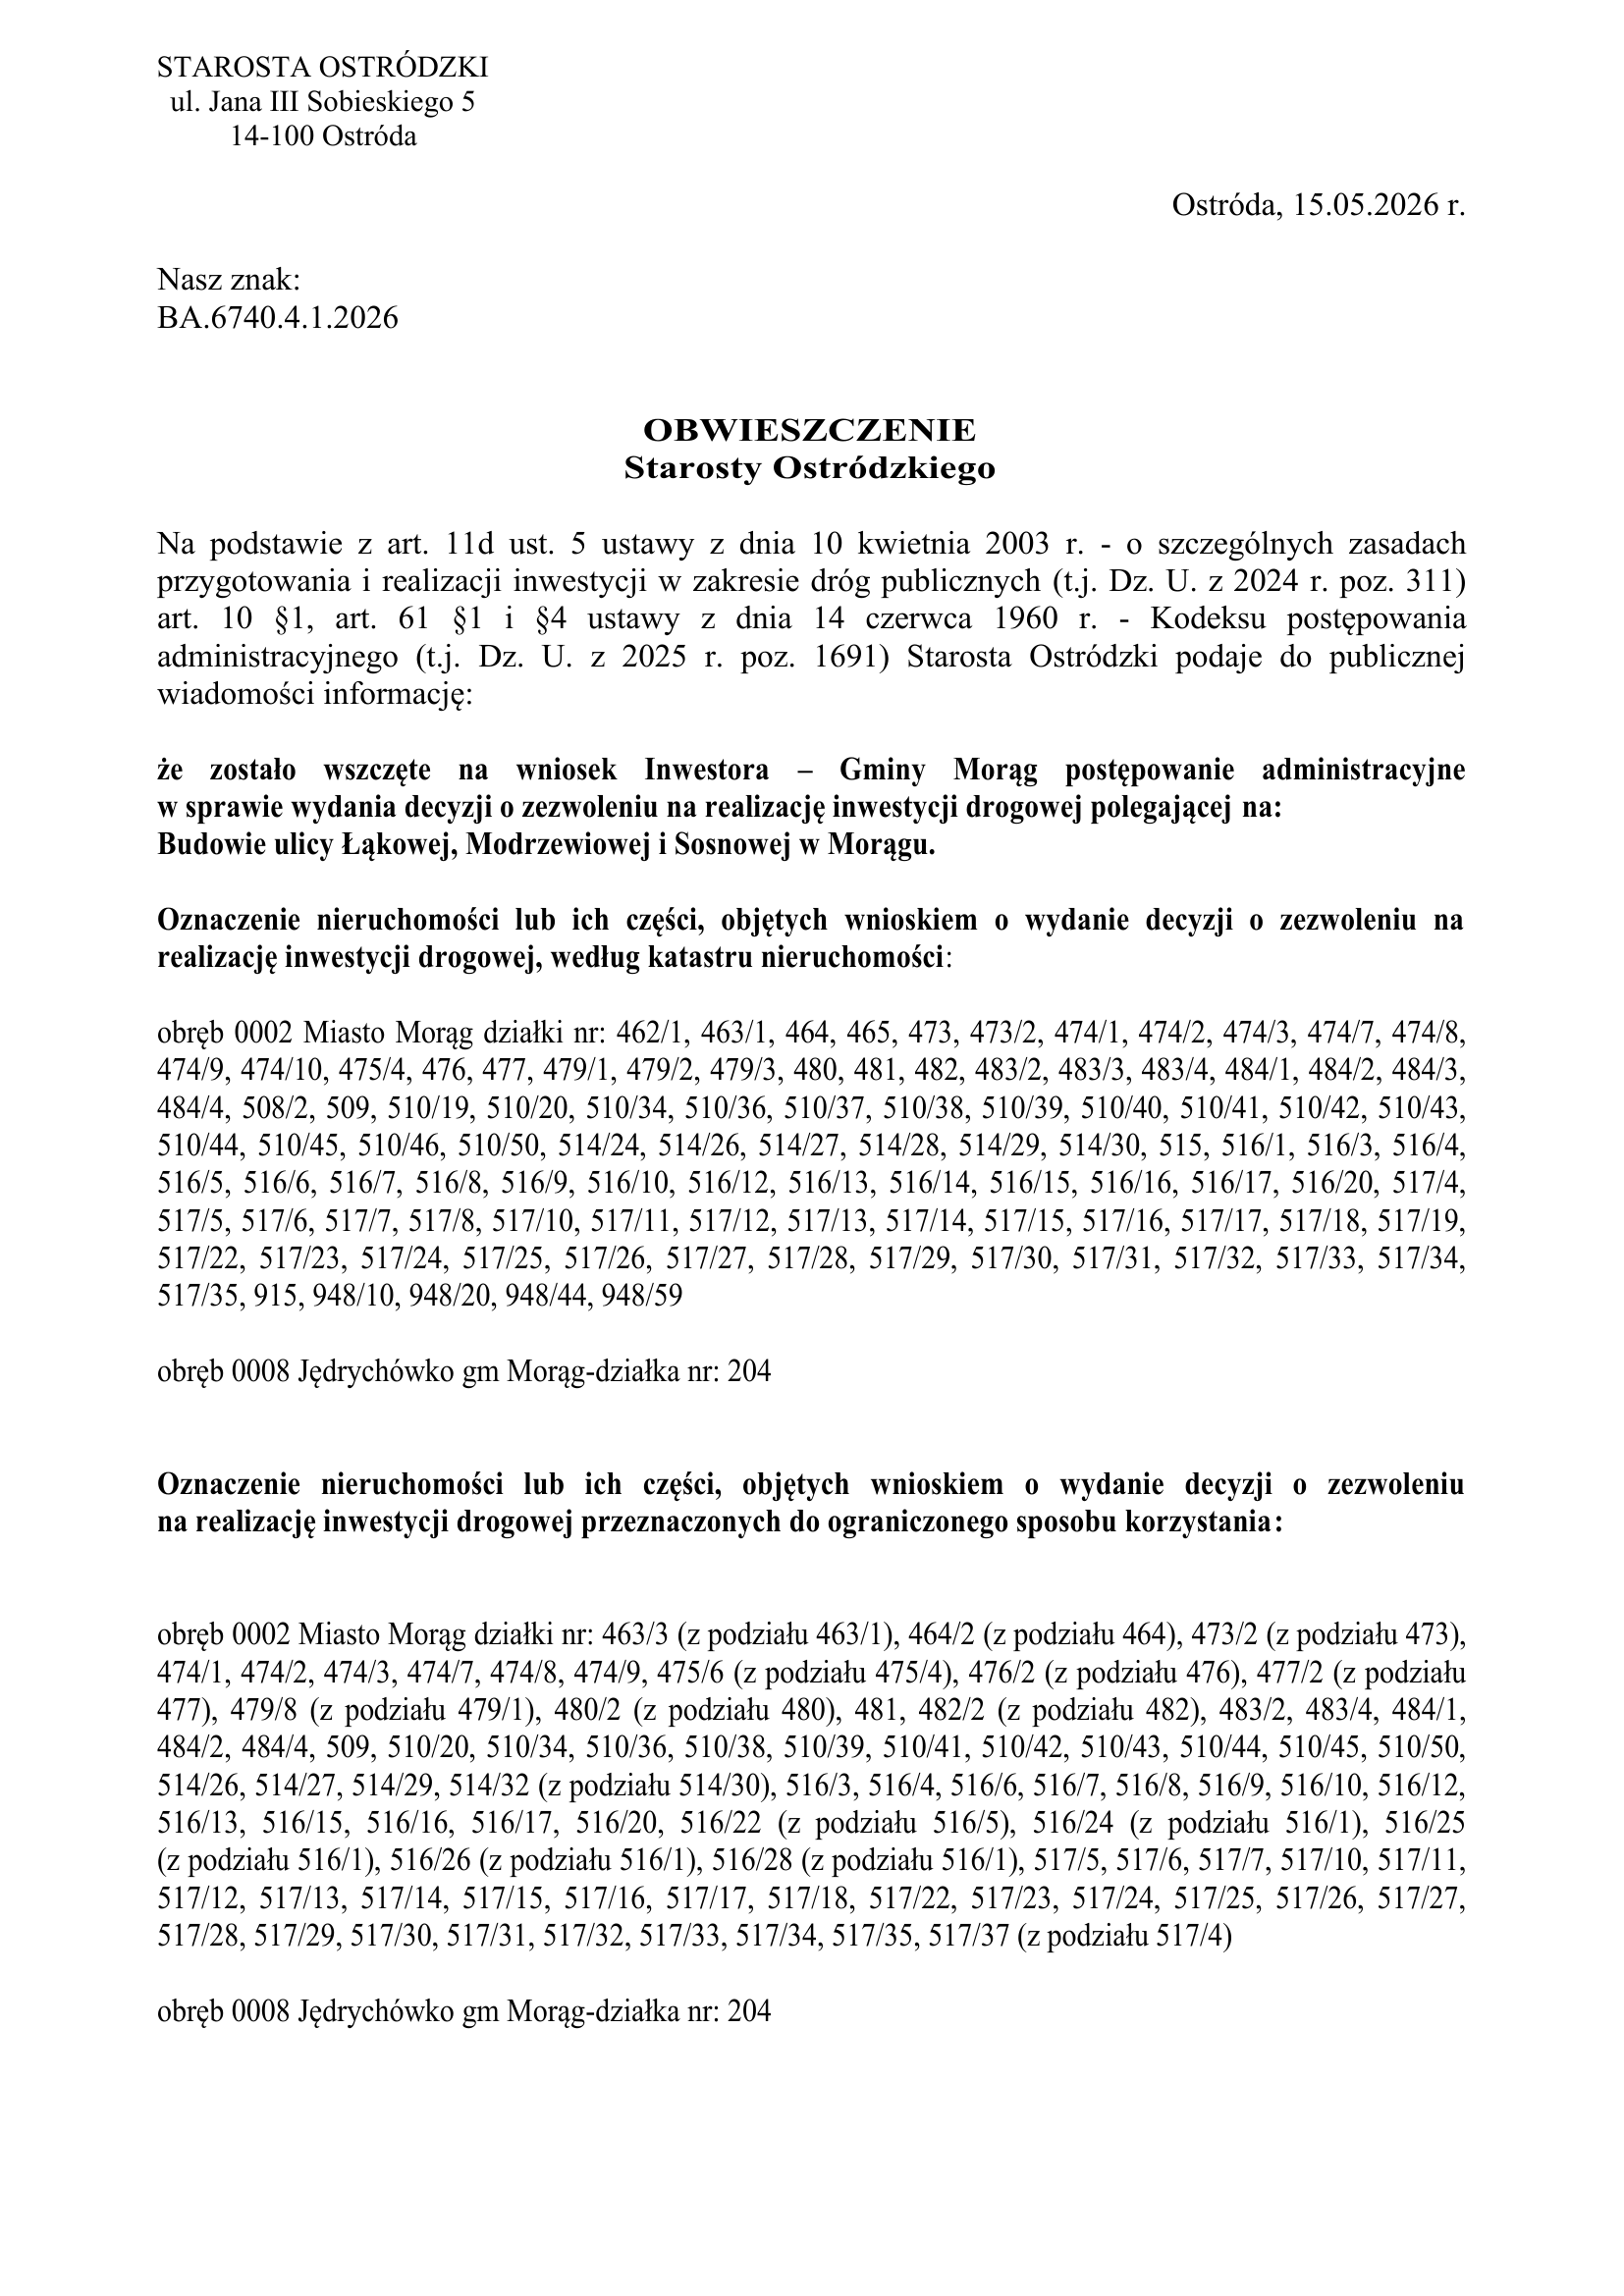 STAROSTA OSTRÓDZKI
ul. Jana III Sobieskiego 5
14-100 Ostróda
Ostróda, 15.05.2026 r.
Nasz znak:
BA.6740.4.1.2026
OBWIESZCZENIE
Starosty Ostródzkiego
Na podstawie z art. 11d ust. 5 ustawy z dnia 10 kwietnia 2003 r. - o szczególnych zasadach
przygotowania i realizacji inwestycji w zakresie dróg publicznych (t.j. Dz. U. z 2024 r. poz. 311)
art. 10 §1, art. 61 §1 i §4 ustawy z dnia 14 czerwca 1960 r. - Kodeksu postępowania
administracyjnego (t.j. Dz. U. z 2025 r. poz. 1691) Starosta Ostródzki podaje do publicznej
wiadomości informację:
że zostało wszczęte na wniosek Inwestora – Gminy Morąg postępowanie administracyjne
w sprawie wydania decyzji o zezwoleniu na realizację inwestycji drogowej polegającej na:
Budowie ulicy Łąkowej, Modrzewiowej i Sosnowej w Morągu.
Oznaczenie nieruchomości lub ich części, objętych wnioskiem o wydanie decyzji o zezwoleniu na
realizację inwestycji drogowej, według katastru nieruchomości:
obręb 0002 Miasto Morąg działki nr: 462/1, 463/1, 464, 465, 473, 473/2, 474/1, 474/2, 474/3, 474/7, 474/8,
474/9, 474/10, 475/4, 476, 477, 479/1, 479/2, 479/3, 480, 481, 482, 483/2, 483/3, 483/4, 484/1, 484/2, 484/3,
484/4, 508/2, 509, 510/19, 510/20, 510/34, 510/36, 510/37, 510/38, 510/39, 510/40, 510/41, 510/42, 510/43,
510/44, 510/45, 510/46, 510/50, 514/24, 514/26, 514/27, 514/28, 514/29, 514/30, 515, 516/1, 516/3, 516/4,
516/5, 516/6, 516/7, 516/8, 516/9, 516/10, 516/12, 516/13, 516/14, 516/15, 516/16, 516/17, 516/20, 517/4,
517/5, 517/6, 517/7, 517/8, 517/10, 517/11, 517/12, 517/13, 517/14, 517/15, 517/16, 517/17, 517/18, 517/19,
517/22, 517/23, 517/24, 517/25, 517/26, 517/27, 517/28, 517/29, 517/30, 517/31, 517/32, 517/33, 517/34,
517/35, 915, 948/10, 948/20, 948/44, 948/59
obręb 0008 Jędrychówko gm Morąg-działka nr: 204
Oznaczenie nieruchomości lub ich części, objętych wnioskiem o wydanie decyzji o zezwoleniu
na realizację inwestycji drogowej przeznaczonych do ograniczonego sposobu korzystania:
obręb 0002 Miasto Morąg działki nr: 463/3 (z podziału 463/1), 464/2 (z podziału 464), 473/2 (z podziału 473),
474/1, 474/2, 474/3, 474/7, 474/8, 474/9, 475/6 (z podziału 475/4), 476/2 (z podziału 476), 477/2 (z podziału
477), 479/8 (z podziału 479/1), 480/2 (z podziału 480), 481, 482/2 (z podziału 482), 483/2, 483/4, 484/1,
484/2, 484/4, 509, 510/20, 510/34, 510/36, 510/38, 510/39, 510/41, 510/42, 510/43, 510/44, 510/45, 510/50,
514/26, 514/27, 514/29, 514/32 (z podziału 514/30), 516/3, 516/4, 516/6, 516/7, 516/8, 516/9, 516/10, 516/12,
516/13, 516/15, 516/16, 516/17, 516/20, 516/22 (z podziału 516/5), 516/24 (z podziału 516/1), 516/25
(z podziału 516/1), 516/26 (z podziału 516/1), 516/28 (z podziału 516/1), 517/5, 517/6, 517/7, 517/10, 517/11,
517/12, 517/13, 517/14, 517/15, 517/16, 517/17, 517/18, 517/22, 517/23, 517/24, 517/25, 517/26, 517/27,
517/28, 517/29, 517/30, 517/31, 517/32, 517/33, 517/34, 517/35, 517/37 (z podziału 517/4)
obręb 0008 Jędrychówko gm Morąg-działka nr: 204